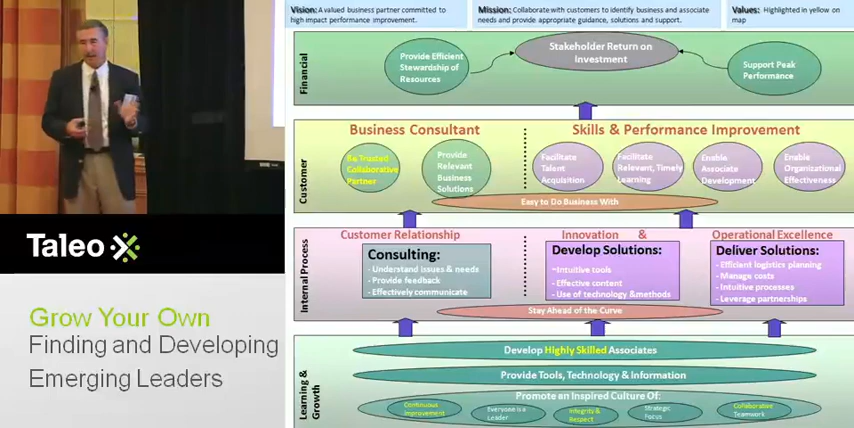 Vision: A valued business partner committed to
high impact performance improvement.
Mission: Collaborate with customers to identify business and associate
needs and provide appropriate guidance, solutions and support.
Values: Highlighted in yellow on
map
Financial
Provide Efficient
Stewardship of
Resources
Stakeholder Return on
Investment
Support Peak
Performance
Customer
Business Consultant
Skills & Performance Improvement
Be Trusted
Collaborative
Partner
Provide
Relevant
Business
Solutions
Facilitate
Talent
Acquisition
Facilitate
Relevant, Timely
Learning
Enable
Associate
Development
Enable
Organizational
Effectiveness
Easy to Do Business With
Internal Process
Customer Relationship
Innovation &
Operational Excellence
Consulting:
- Understand issues & needs
- Provide feedback
- Effectively communicate
Develop Solutions:
-Intuitive tools
- Effective content
- Use of technology &methods
Deliver Solutions:
- Efficient logistics planning
- Manage costs
- Intuitive processes
- Leverage partnerships
Stay Ahead of the Curve
Learning &
Growth
Develop Highly Skilled Associates
Provide Tools, Technology & Information
Promote an Inspired Culture Of:
Continuous
Improvement
Everyone is a
Leader
Integrity &
Respect
Strategic
Focus
Collaborative
Teamwork
Taleo
Grow Your Own
Finding and Developing
Emerging Leaders